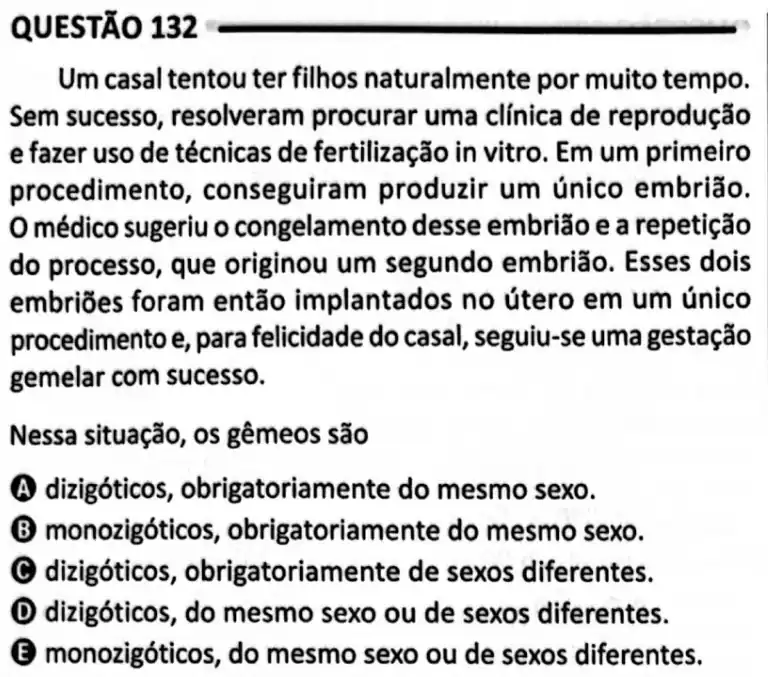 QUESTÃO 132
Um casal tentou ter filhos naturalmente por muito tempo.
Sem sucesso, resolveram procurar uma clínica de reprodução
e fazer uso de técnicas de fertilização in vitro. Em um primeiro
procedimento, conseguiram produzir um único embrião.
O médico sugeriu o congelamento desse embrião e a repetição
do processo, que originou um segundo embrião. Esses dois
embriões foram então implantados no útero em um único
procedimento e, para felicidade do casal, seguiu-se uma gestação
gemelar com sucesso.
Nessa situação, os gêmeos são
A dizigóticos, obrigatoriamente do mesmo sexo.
B monozigóticos, obrigatoriamente do mesmo sexo.
C dizigóticos, obrigatoriamente de sexos diferentes.
D dizigóticos, do mesmo sexo ou de sexos diferentes.
E monozigóticos, do mesmo sexo ou de sexos diferentes.